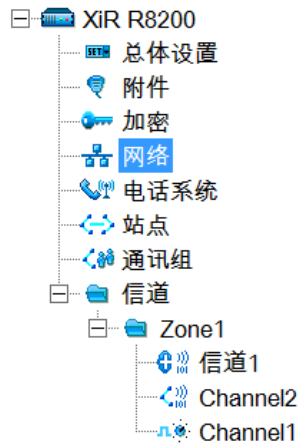 XiR R8200
SET 总体设置
附件
加密
网络
电话系统
站点
通讯组
信道
Zone1
信道1
Channel2
Channel1